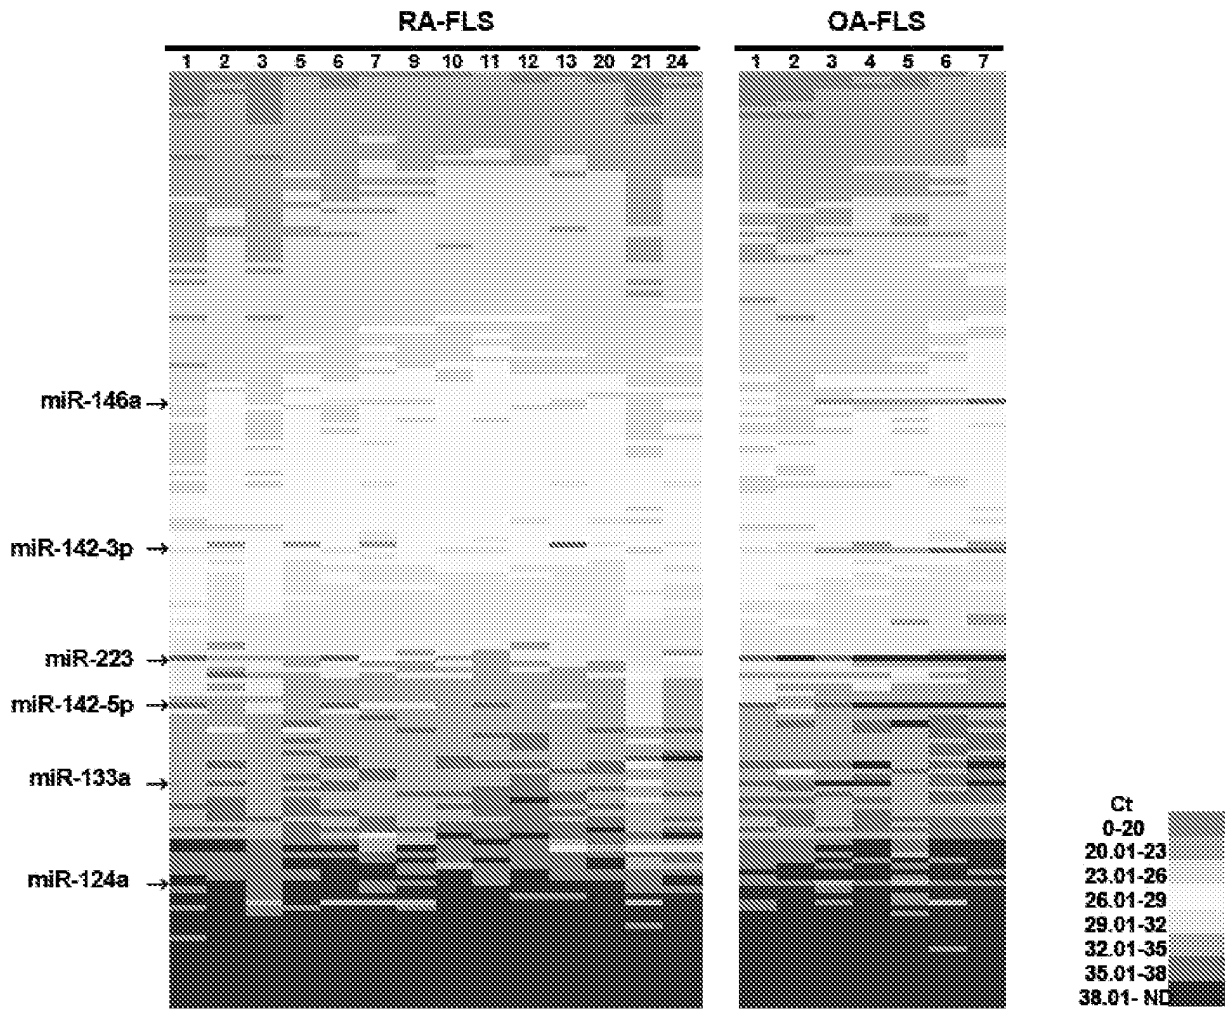 RA-FLS OA-FLS
1 2 3 5 6 7 9 10 11 12 13 20 21 24 1 2 3 4 5 6 7
miR-146a→
miR-142-3p →
miR-223 →
miR-142-5p →
miR-133a →
miR-124a →
Ct
0-20
20.01-23
23.01-26
26.01-29
29.01-32
32.01-35
35.01-38
38.01- ND